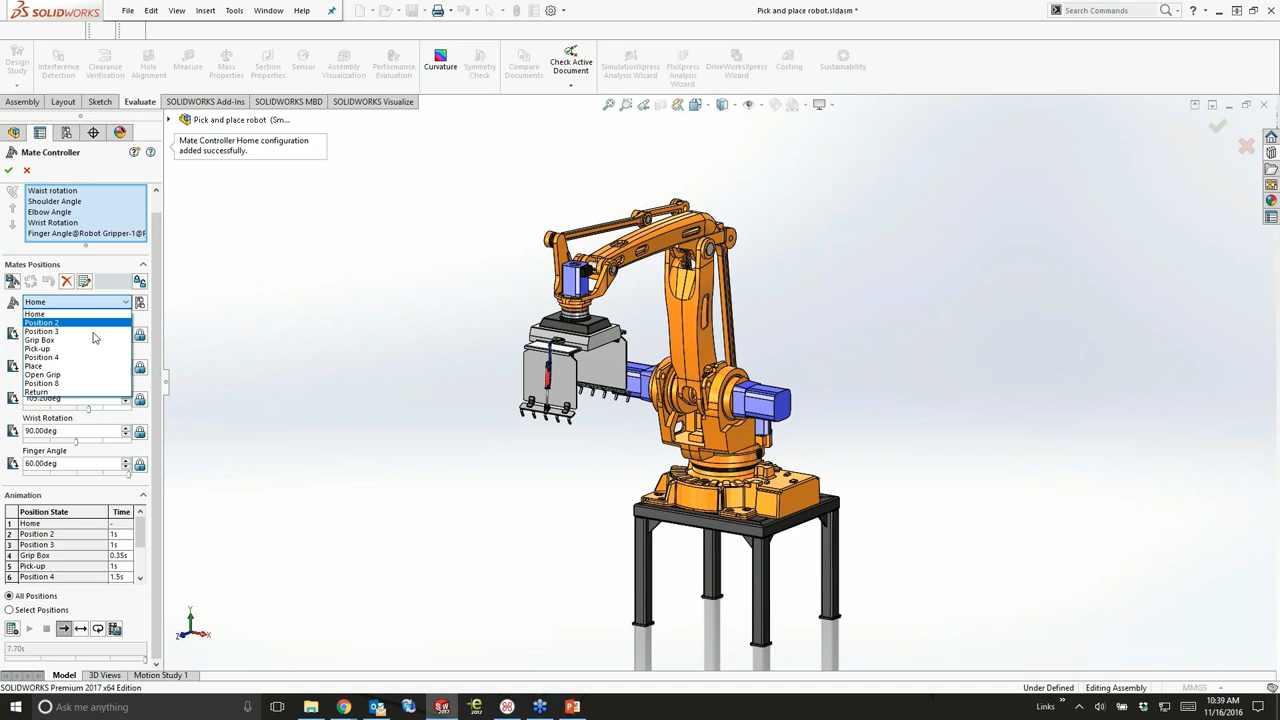 SOLIDWORKS
File
Edit
View
Insert
Tools
Window
Help
Pick and place robot.sldasm *
Search Commands
Design
Study
Interference
Detection
Clearance
Verification
Hole
Alignment
Measure
Mass
Properties
Section
Properties
Sensor
Assembly
Visualization
Performance
Evaluation
Curvature
Symmetry
Check
Compare
Documents
Check Active
Document
SimulationXpress
Analysis Wizard
FloXpress
Analysis
Wizard
DriveWorksXpress
Wizard
Costing
Sustainability
Assembly
Layout
Sketch
Evaluate
SOLIDWORKS Add-Ins
SOLIDWORKS MBD
SOLIDWORKS Visualize
Pick and place robot (Sm...
Mate Controller Home configuration
added successfully.
Mate Controller
Waist rotation
Shoulder Angle
Elbow Angle
Wrist Rotation
Finger Angle@Robot Gripper-1@F
Mates Positions
Home
Home
Position 2
Position 3
Grip Box
Pick-up
Position 4
Place
Open Grip
Position 8
Return
Wrist Rotation
90.00deg
Finger Angle
60.00deg
Animation
Position State Time
1 Home -
2 Position 2 1s
3 Position 3 1s
4 Grip Box 0.35s
5 Pick-up 1s
6 Position 4 1.5s
All Positions
Select Positions
7.70s
Y
Z
X
Model
3D Views
Motion Study 1
SOLIDWORKS Premium 2017 x64 Edition
Under Defined
Editing Assembly
MMGS
Ask me anything
Links
10:39 AM
11/16/2016